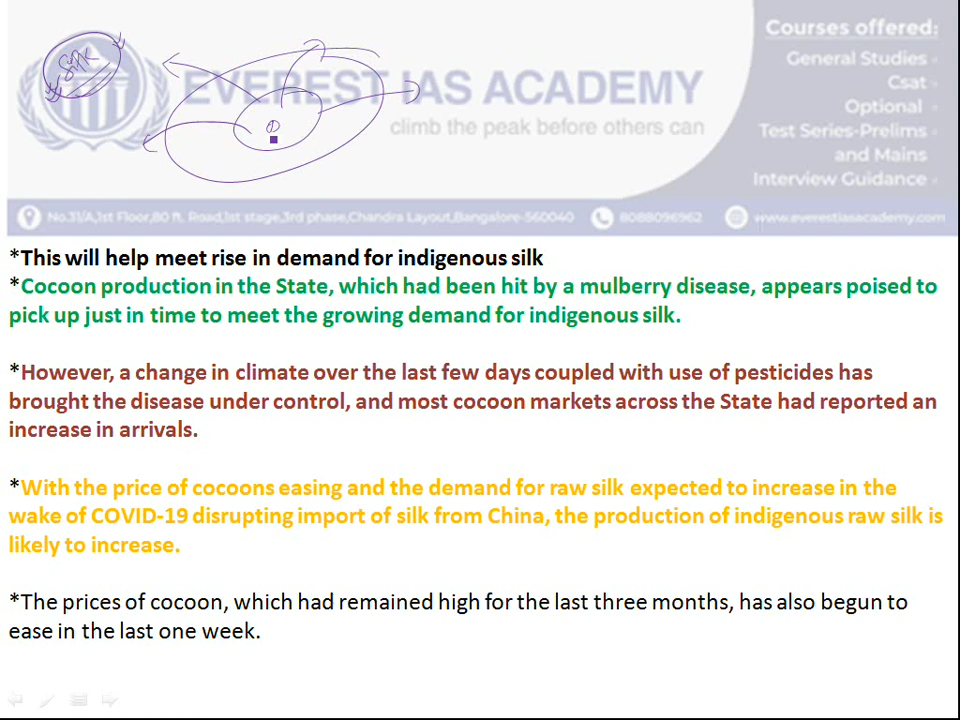 Silk
EVEREST IAS ACADEMY
climb the peak before others can
Courses offered:
General Studies
Csat
Optional
Test Series-Prelims
and Mains
Interview Guidance
No.31/A,1st Floor,80 ft. Road,1st stage,3rd phase,Chandra Layout,Bangalore-560040
8088096962
www.everestiasacademy.com
*This will help meet rise in demand for indigenous silk
*Cocoon production in the State, which had been hit by a mulberry disease, appears poised to
pick up just in time to meet the growing demand for indigenous silk.
*However, a change in climate over the last few days coupled with use of pesticides has
brought the disease under control, and most cocoon markets across the State had reported an
increase in arrivals.
*With the price of cocoons easing and the demand for raw silk expected to increase in the
wake of COVID-19 disrupting import of silk from China, the production of indigenous raw silk is
likely to increase.
*The prices of cocoon, which had remained high for the last three months, has also begun to
ease in the last one week.